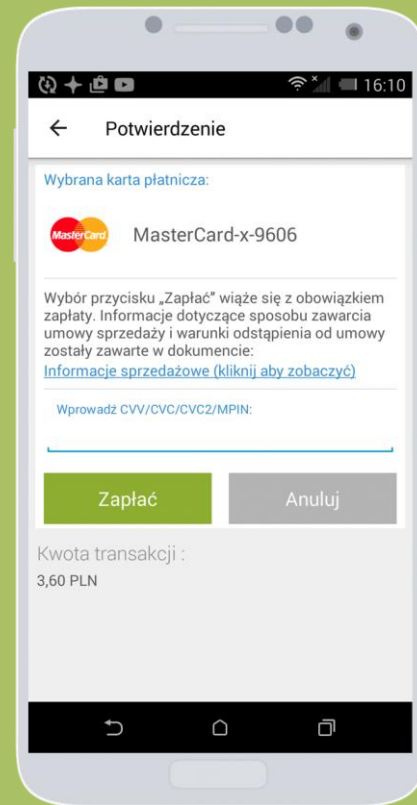 16:10
Potwierdzenie
Wybrana karta płatnicza:
MasterCard
MasterCard-x-9606
Wybór przycisku „Zapłać” wiąże się z obowiązkiem
zapłaty. Informacje dotyczące sposobu zawarcia
umowy sprzedaży i warunki odstąpienia od umowy
zostały zawarte w dokumencie:
Informacje sprzedażowe (kliknij aby zobaczyć)
Wprowadź CVV/CVC/CVC2/MPIN:
Zapłać
Anuluj
Kwota transakcji :
3,60 PLN